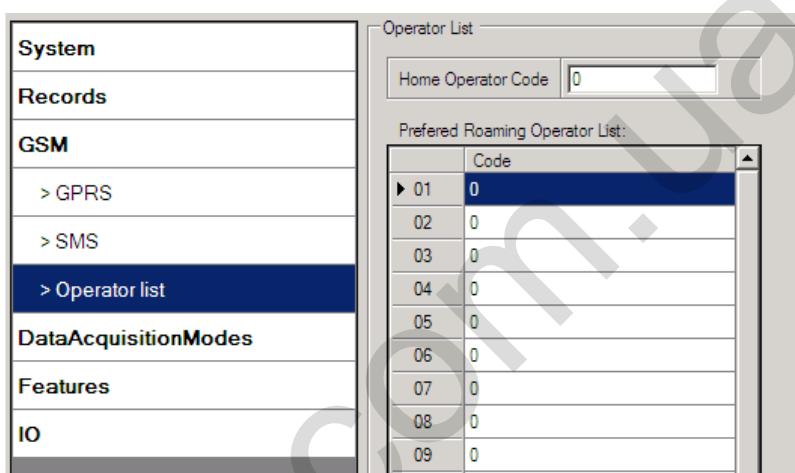 System
Records
GSM
> GPRS
> SMS
> Operator list
DataAcquisitionModes
Features
IO
Operator List
Home Operator Code 0
Prefered Roaming Operator List:
Code
01 0
02 0
03 0
04 0
05 0
06 0
07 0
08 0
09 0
com.ua